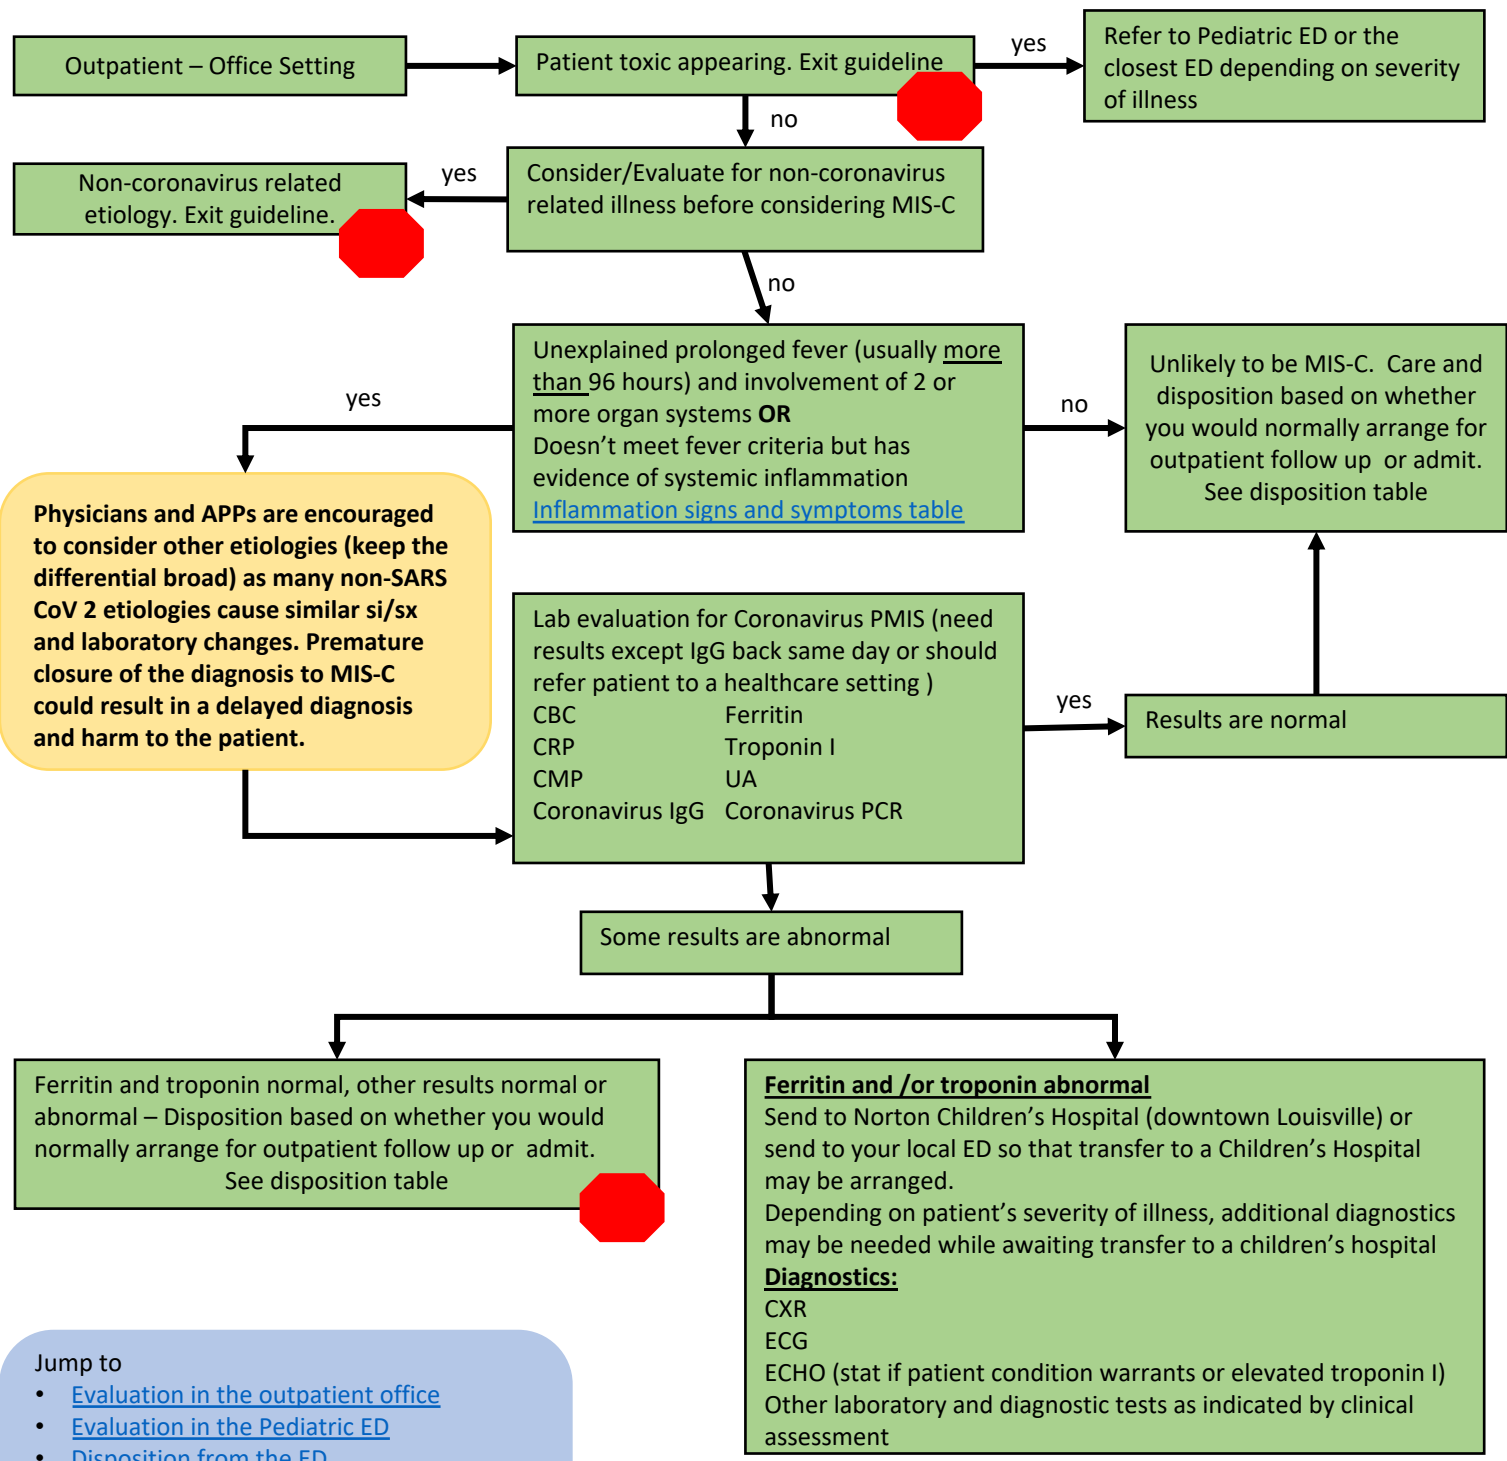 Outpatient – Office Setting
Patient toxic appearing. Exit guideline
yes
Refer to Pediatric ED or the
closest ED depending on severity
of illness
no
Non-coronavirus related
etiology. Exit guideline.
yes
Consider/Evaluate for non-coronavirus
related illness before considering MIS-C
no
Unexplained prolonged fever (usually more
than 96 hours) and involvement of 2 or
more organ systems OR
Doesn’t meet fever criteria but has
evidence of systemic inflammation
Inflammation signs and symptoms table
yes
no
Unlikely to be MIS-C.  Care and
disposition based on whether
you would normally arrange for
outpatient follow up  or admit.
See disposition table
Physicians and APPs are encouraged
to consider other etiologies (keep the
differential broad) as many non-SARS
CoV 2 etiologies cause similar si/sx
and laboratory changes. Premature
closure of the diagnosis to MIS-C
could result in a delayed diagnosis
and harm to the patient.
Lab evaluation for Coronavirus PMIS (need
results except IgG back same day or should
refer patient to a healthcare setting )
CBC Ferritin
CRP Troponin I
CMP UA
Coronavirus IgG Coronavirus PCR
yes
Results are normal
Some results are abnormal
Ferritin and troponin normal, other results normal or
abnormal – Disposition based on whether you would
normally arrange for outpatient follow up or  admit.
See disposition table
Ferritin and /or troponin abnormal
Send to Norton Children’s Hospital (downtown Louisville) or
send to your local ED so that transfer to a Children’s Hospital
may be arranged.
Depending on patient’s severity of illness, additional diagnostics
may be needed while awaiting transfer to a children’s hospital
Diagnostics:
CXR
ECG
ECHO (stat if patient condition warrants or elevated troponin I)
Other laboratory and diagnostic tests as indicated by clinical
assessment
Jump to
• Evaluation in the outpatient office
• Evaluation in the Pediatric ED
• Disposition from the ED